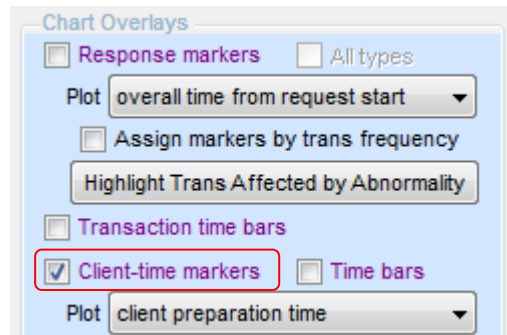 Chart Overlays
Response markers All types
Plot overall time from request start
Assign markers by trans frequency
Highlight Trans Affected by Abnormality
Transaction time bars
Client-time markers Time bars
Plot client preparation time